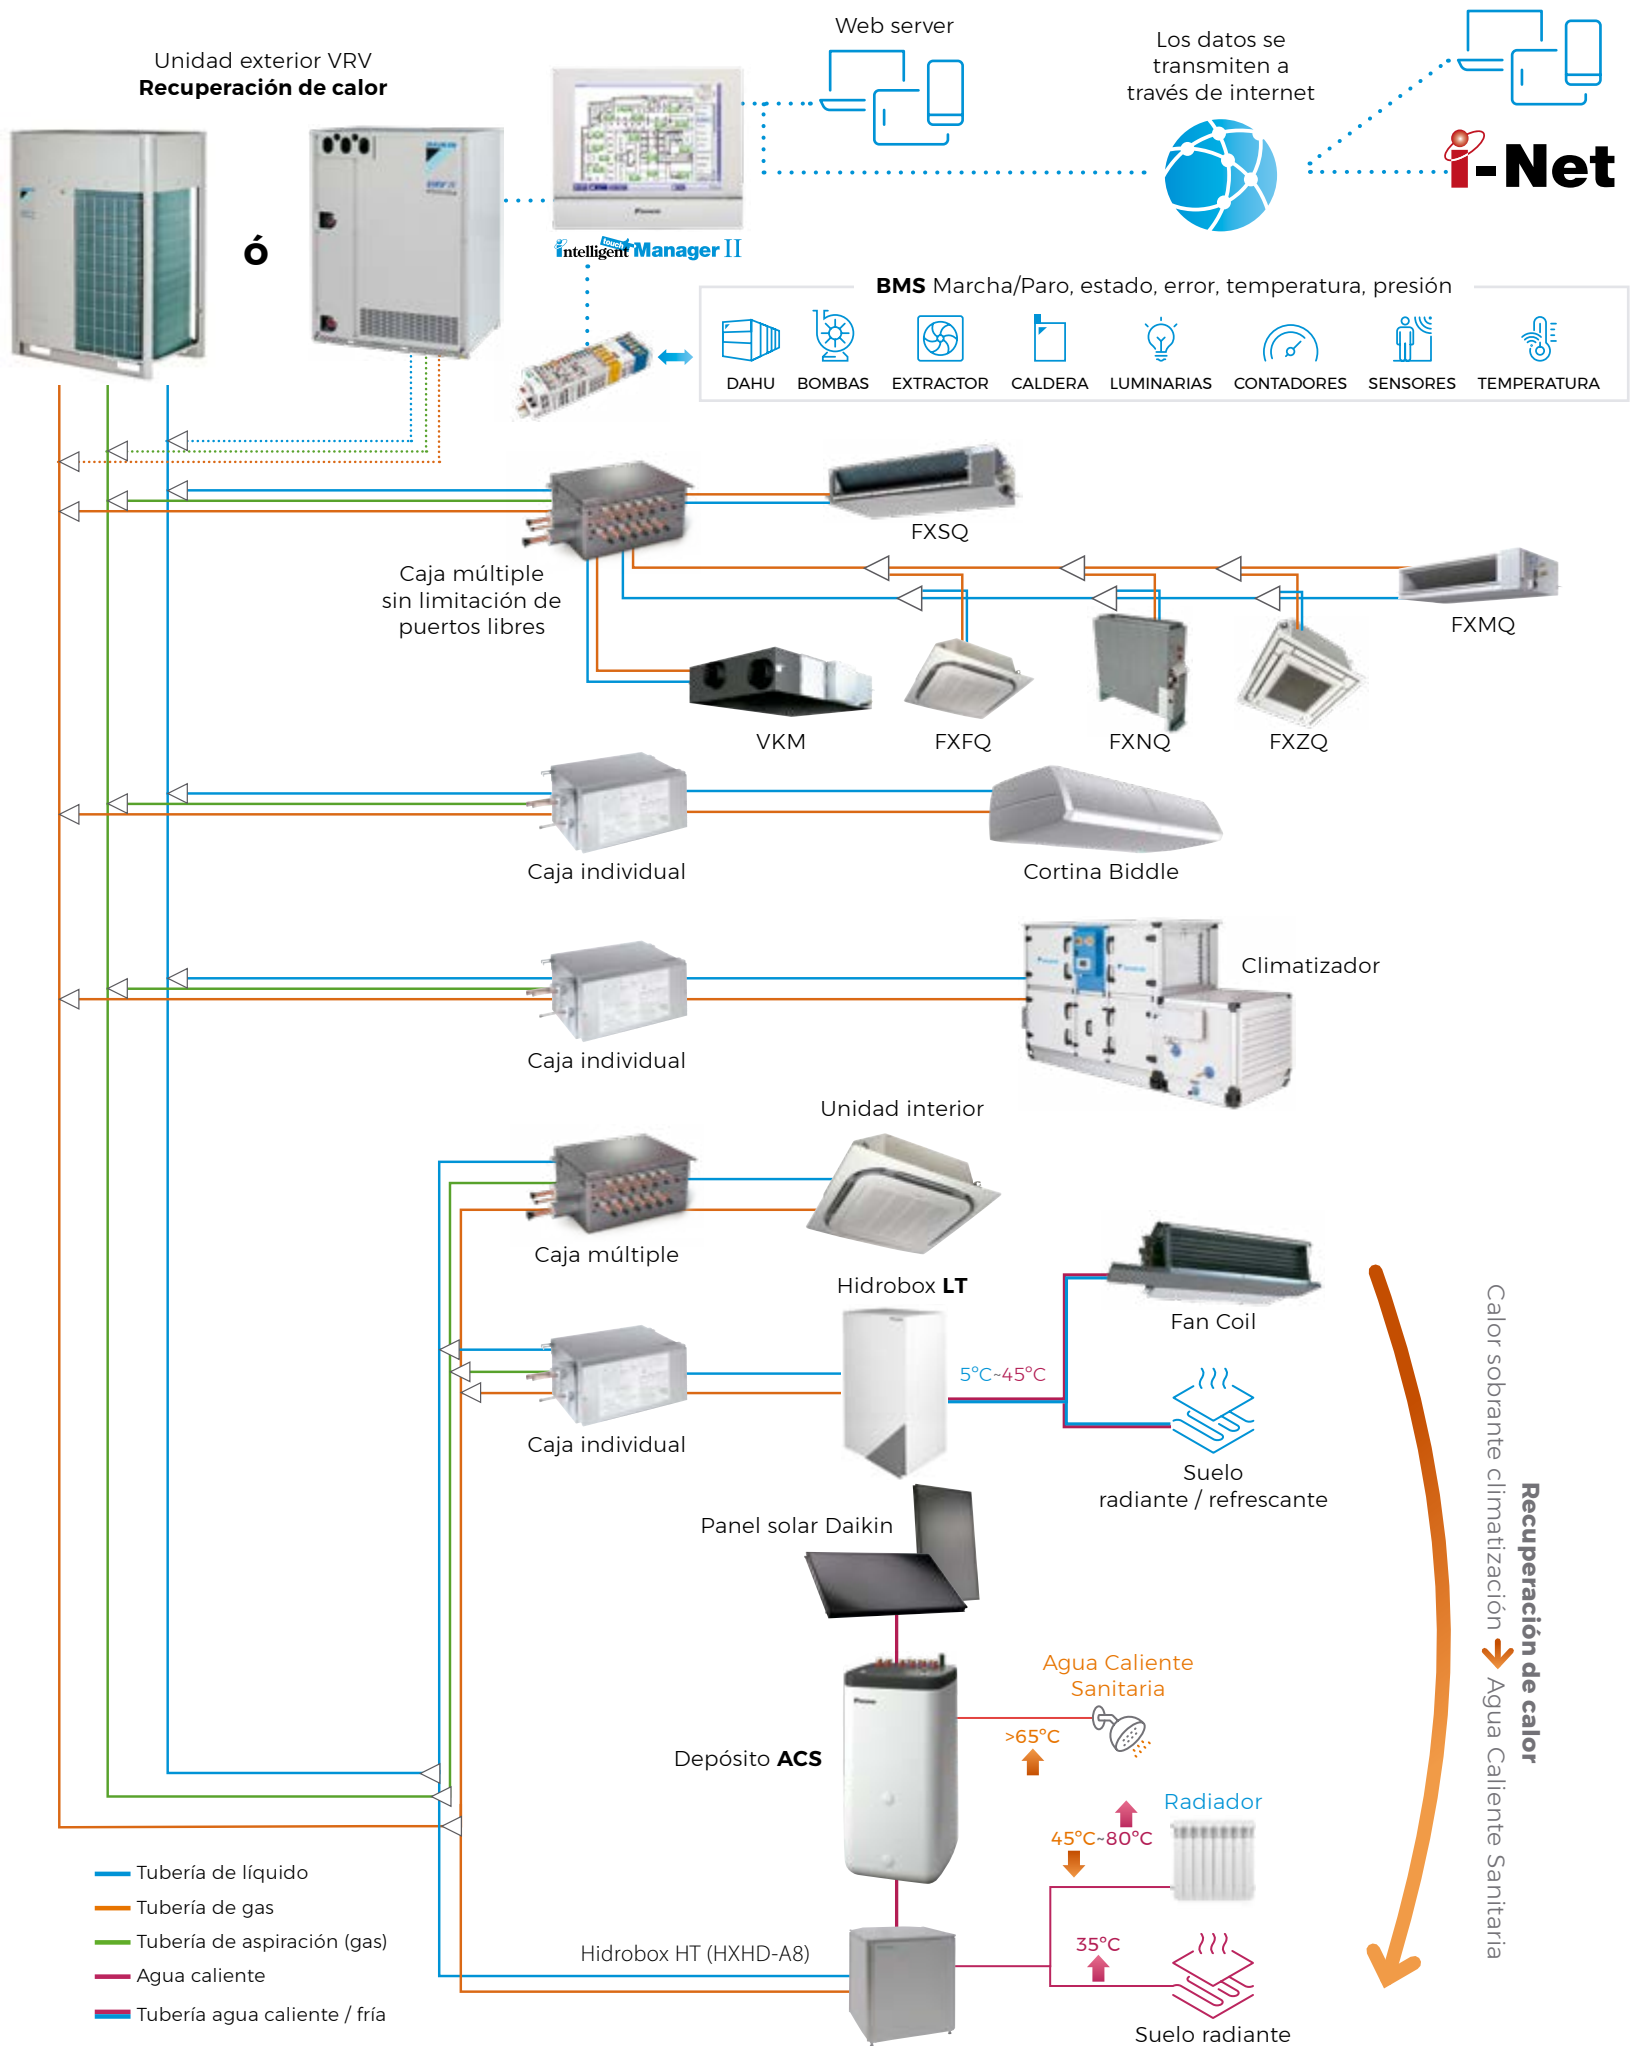 Unidad exterior VRV
Recuperación de calor
ó
intelligent touch Manager II
Web server
Los datos se
transmiten a
través de internet
i-Net
BMS Marcha/Paro, estado, error, temperatura, presión
DAHU
BOMBAS
EXTRACTOR
CALDERA
LUMINARIAS
CONTADORES
SENSORES
TEMPERATURA
FXSQ
Caja múltiple
sin limitación de
puertos libres
FXMQ
VKM
FXFQ
FXNQ
FXZQ
Caja individual
Cortina Biddle
Climatizador
Caja individual
Unidad interior
Caja múltiple
Hidrobox LT
Fan Coil
5°C~45°C
Caja individual
Suelo
radiante / refrescante
Panel solar Daikin
Agua Caliente
Sanitaria
>65°C
Depósito ACS
Radiador
45°C~80°C
35°C
Hidrobox HT (HXHD-A8)
Suelo radiante
Recuperación de calor
Calor sobrante climatización
Agua Caliente Sanitaria
Tubería de líquido
Tubería de gas
Tubería de aspiración (gas)
Agua caliente
Tubería agua caliente / fría